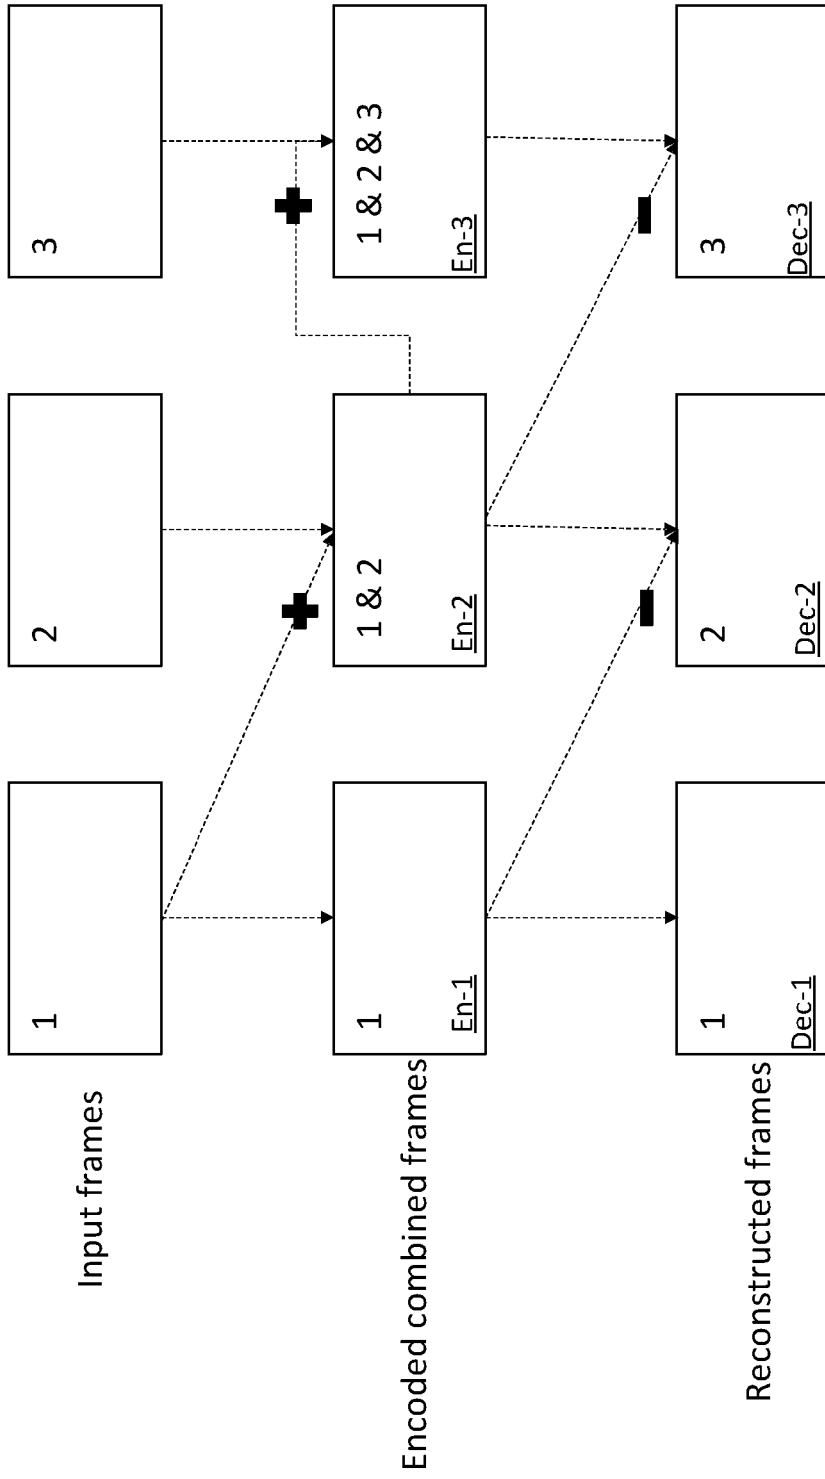 Input frames
1
2
3
Encoded combined frames
1
En-1
1 & 2
En-2
1 & 2 & 3
En-3
Reconstructed frames
1
Dec-1
2
Dec-2
3
Dec-3